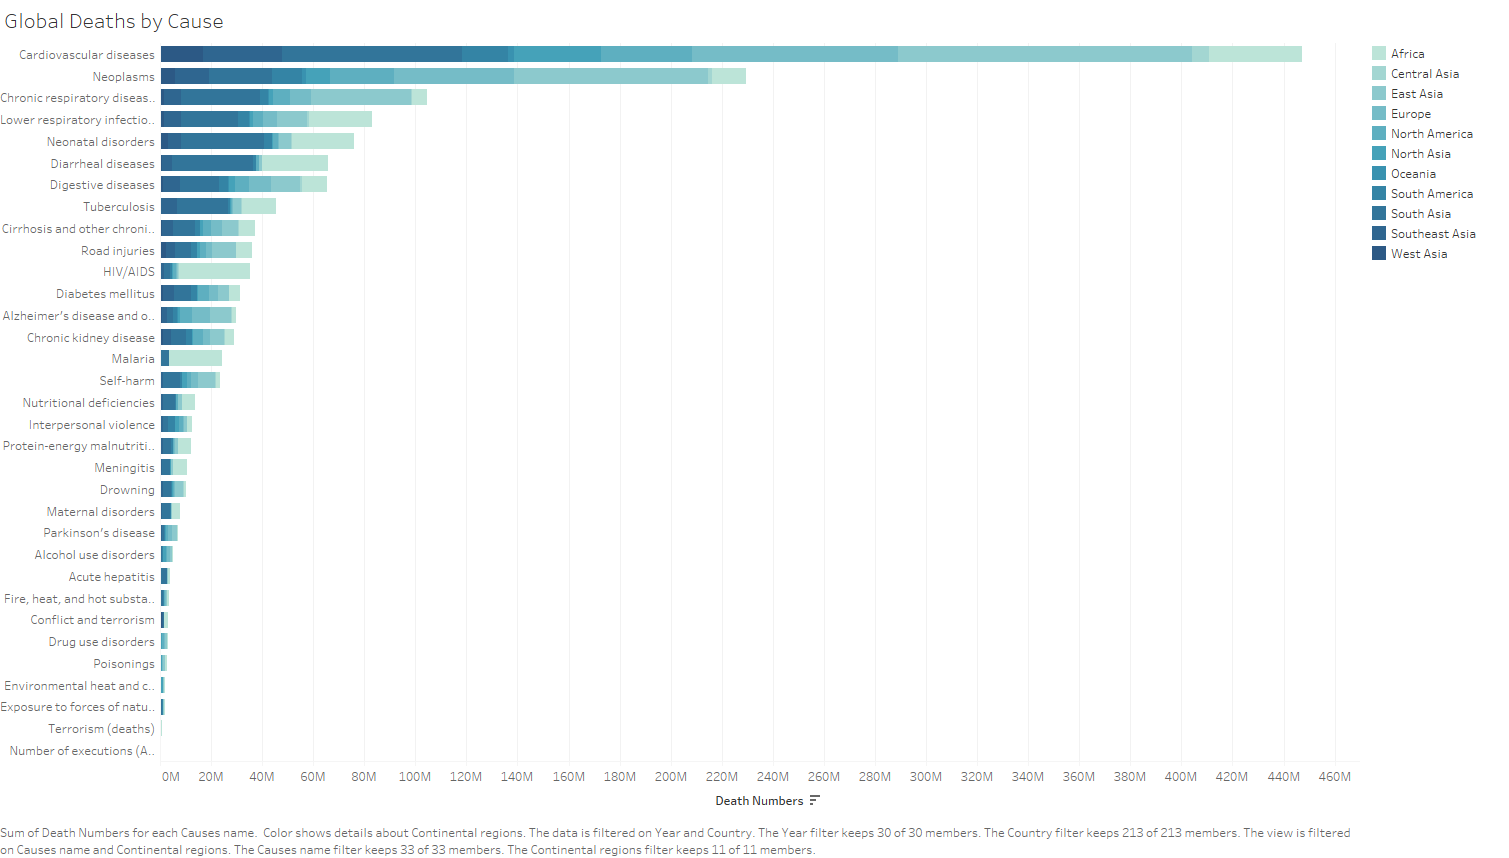 Global Deaths by Cause
Cardiovascular diseases
Neoplasms
Chronic respiratory diseas..
Lower respiratory infectio..
Neonatal disorders
Diarrheal diseases
Digestive diseases
Tuberculosis
Cirrhosis and other chroni..
Road injuries
HIV/AIDS
Diabetes mellitus
Alzheimer's disease and o..
Chronic kidney disease
Malaria
Self-harm
Nutritional deficiencies
Interpersonal violence
Protein-energy malnutriti..
Meningitis
Drowning
Maternal disorders
Parkinson's disease
Alcohol use disorders
Acute hepatitis
Fire, heat, and hot substa..
Conflict and terrorism
Drug use disorders
Poisonings
Environmental heat and c..
Exposure to forces of natu..
Terrorism (deaths)
Number of executions (A..
0M 20M 40M 60M 80M 100M 120M 140M 160M 180M 200M 220M 240M 260M 280M 300M 320M 340M 360M 380M 400M 420M 440M 460M
Death Numbers
Africa
Central Asia
East Asia
Europe
North America
North Asia
Oceania
South America
South Asia
Southeast Asia
West Asia
Sum of Death Numbers for each Causes name.  Color shows details about Continental regions. The data is filtered on Year and Country. The Year filter keeps 30 of 30 members. The Country filter keeps 213 of 213 members. The view is filtered
on Causes name and Continental regions. The Causes name filter keeps 33 of 33 members. The Continental regions filter keeps 11 of 11 members.